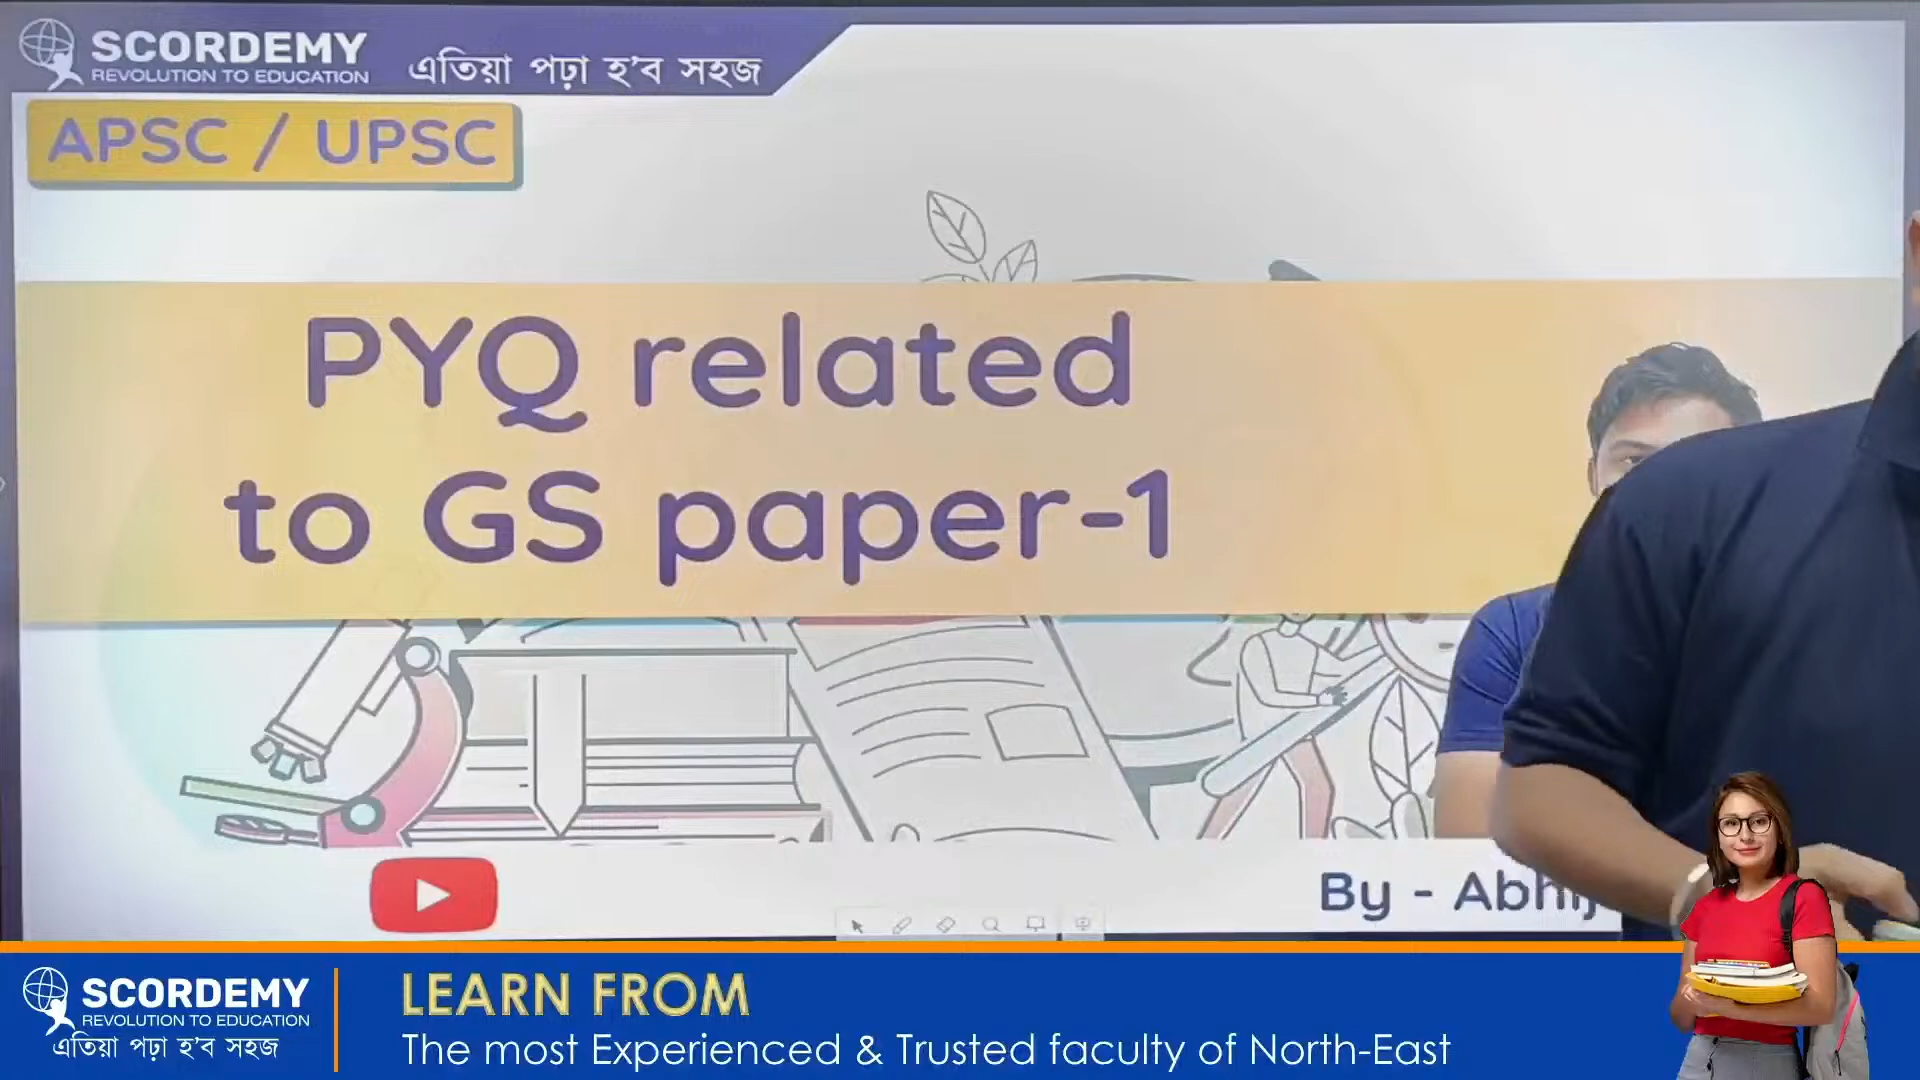 SCORDEMY
REVOLUTION TO EDUCATION
এতিয়া পঢ়া হ'ব সহজ
APSC / UPSC
PYQ related
to GS paper-1
By -
SCORDEMY
REVOLUTION TO EDUCATION
এতিয়া পঢ়া হ'ব সহজ
LEARN FROM
The most Experienced & Trusted faculty of North-East